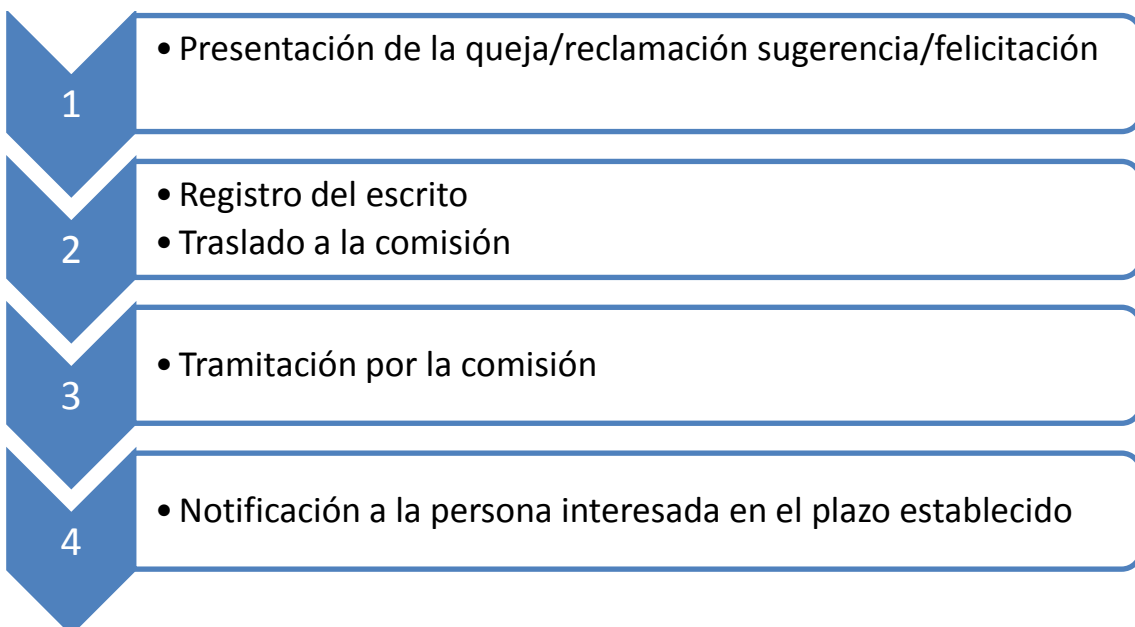 1
• Presentación de la queja/reclamación sugerencia/felicitación
2
• Registro del escrito
• Traslado a la comisión
3
• Tramitación por la comisión
4
• Notificación a la persona interesada en el plazo establecido